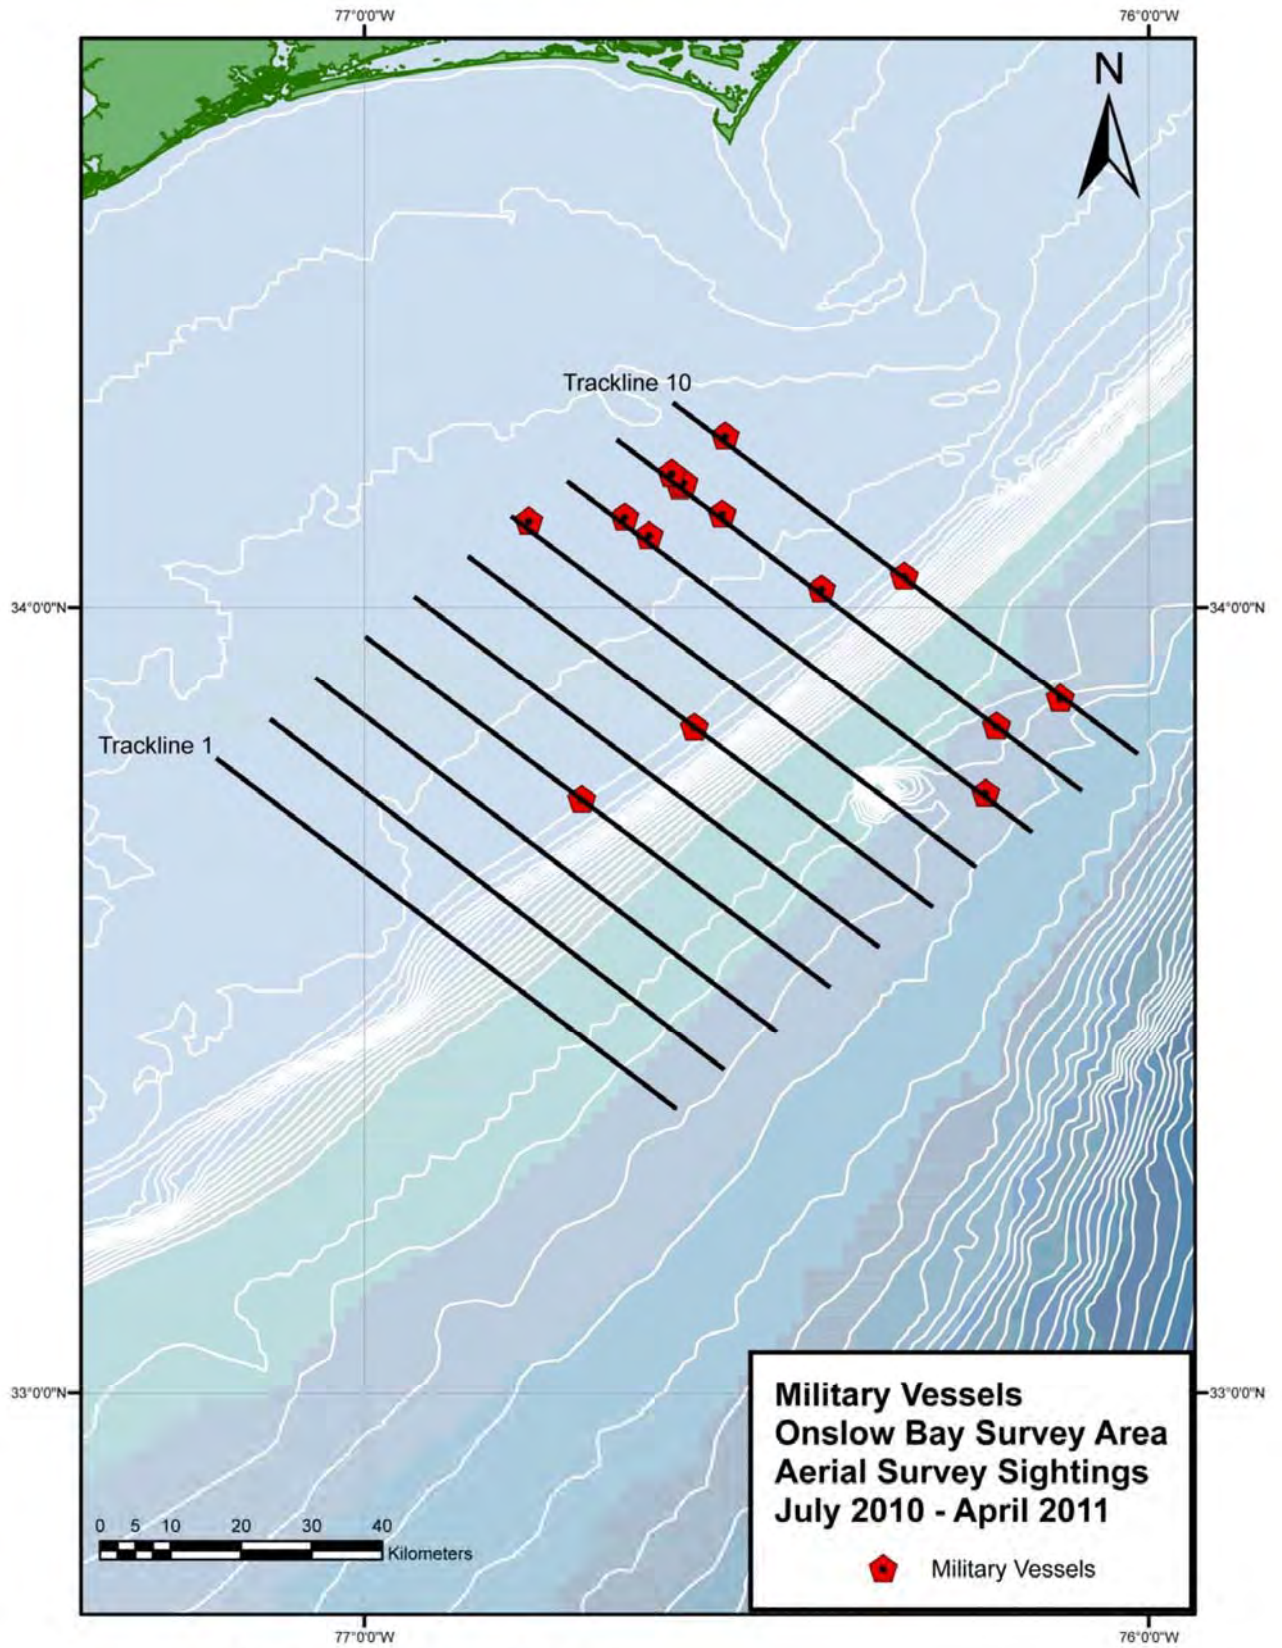 77°0'0"W 76°0'0"W
N
Trackline 10
34°0'0"N 34°0'0"N
Trackline 1
33°0'0"N 33°0'0"N
Military Vessels
Onslow Bay Survey Area
Aerial Survey Sightings
July 2010 - April 2011
Military Vessels
0 5 10 20 30 40
Kilometers
77°0'0"W 76°0'0"W